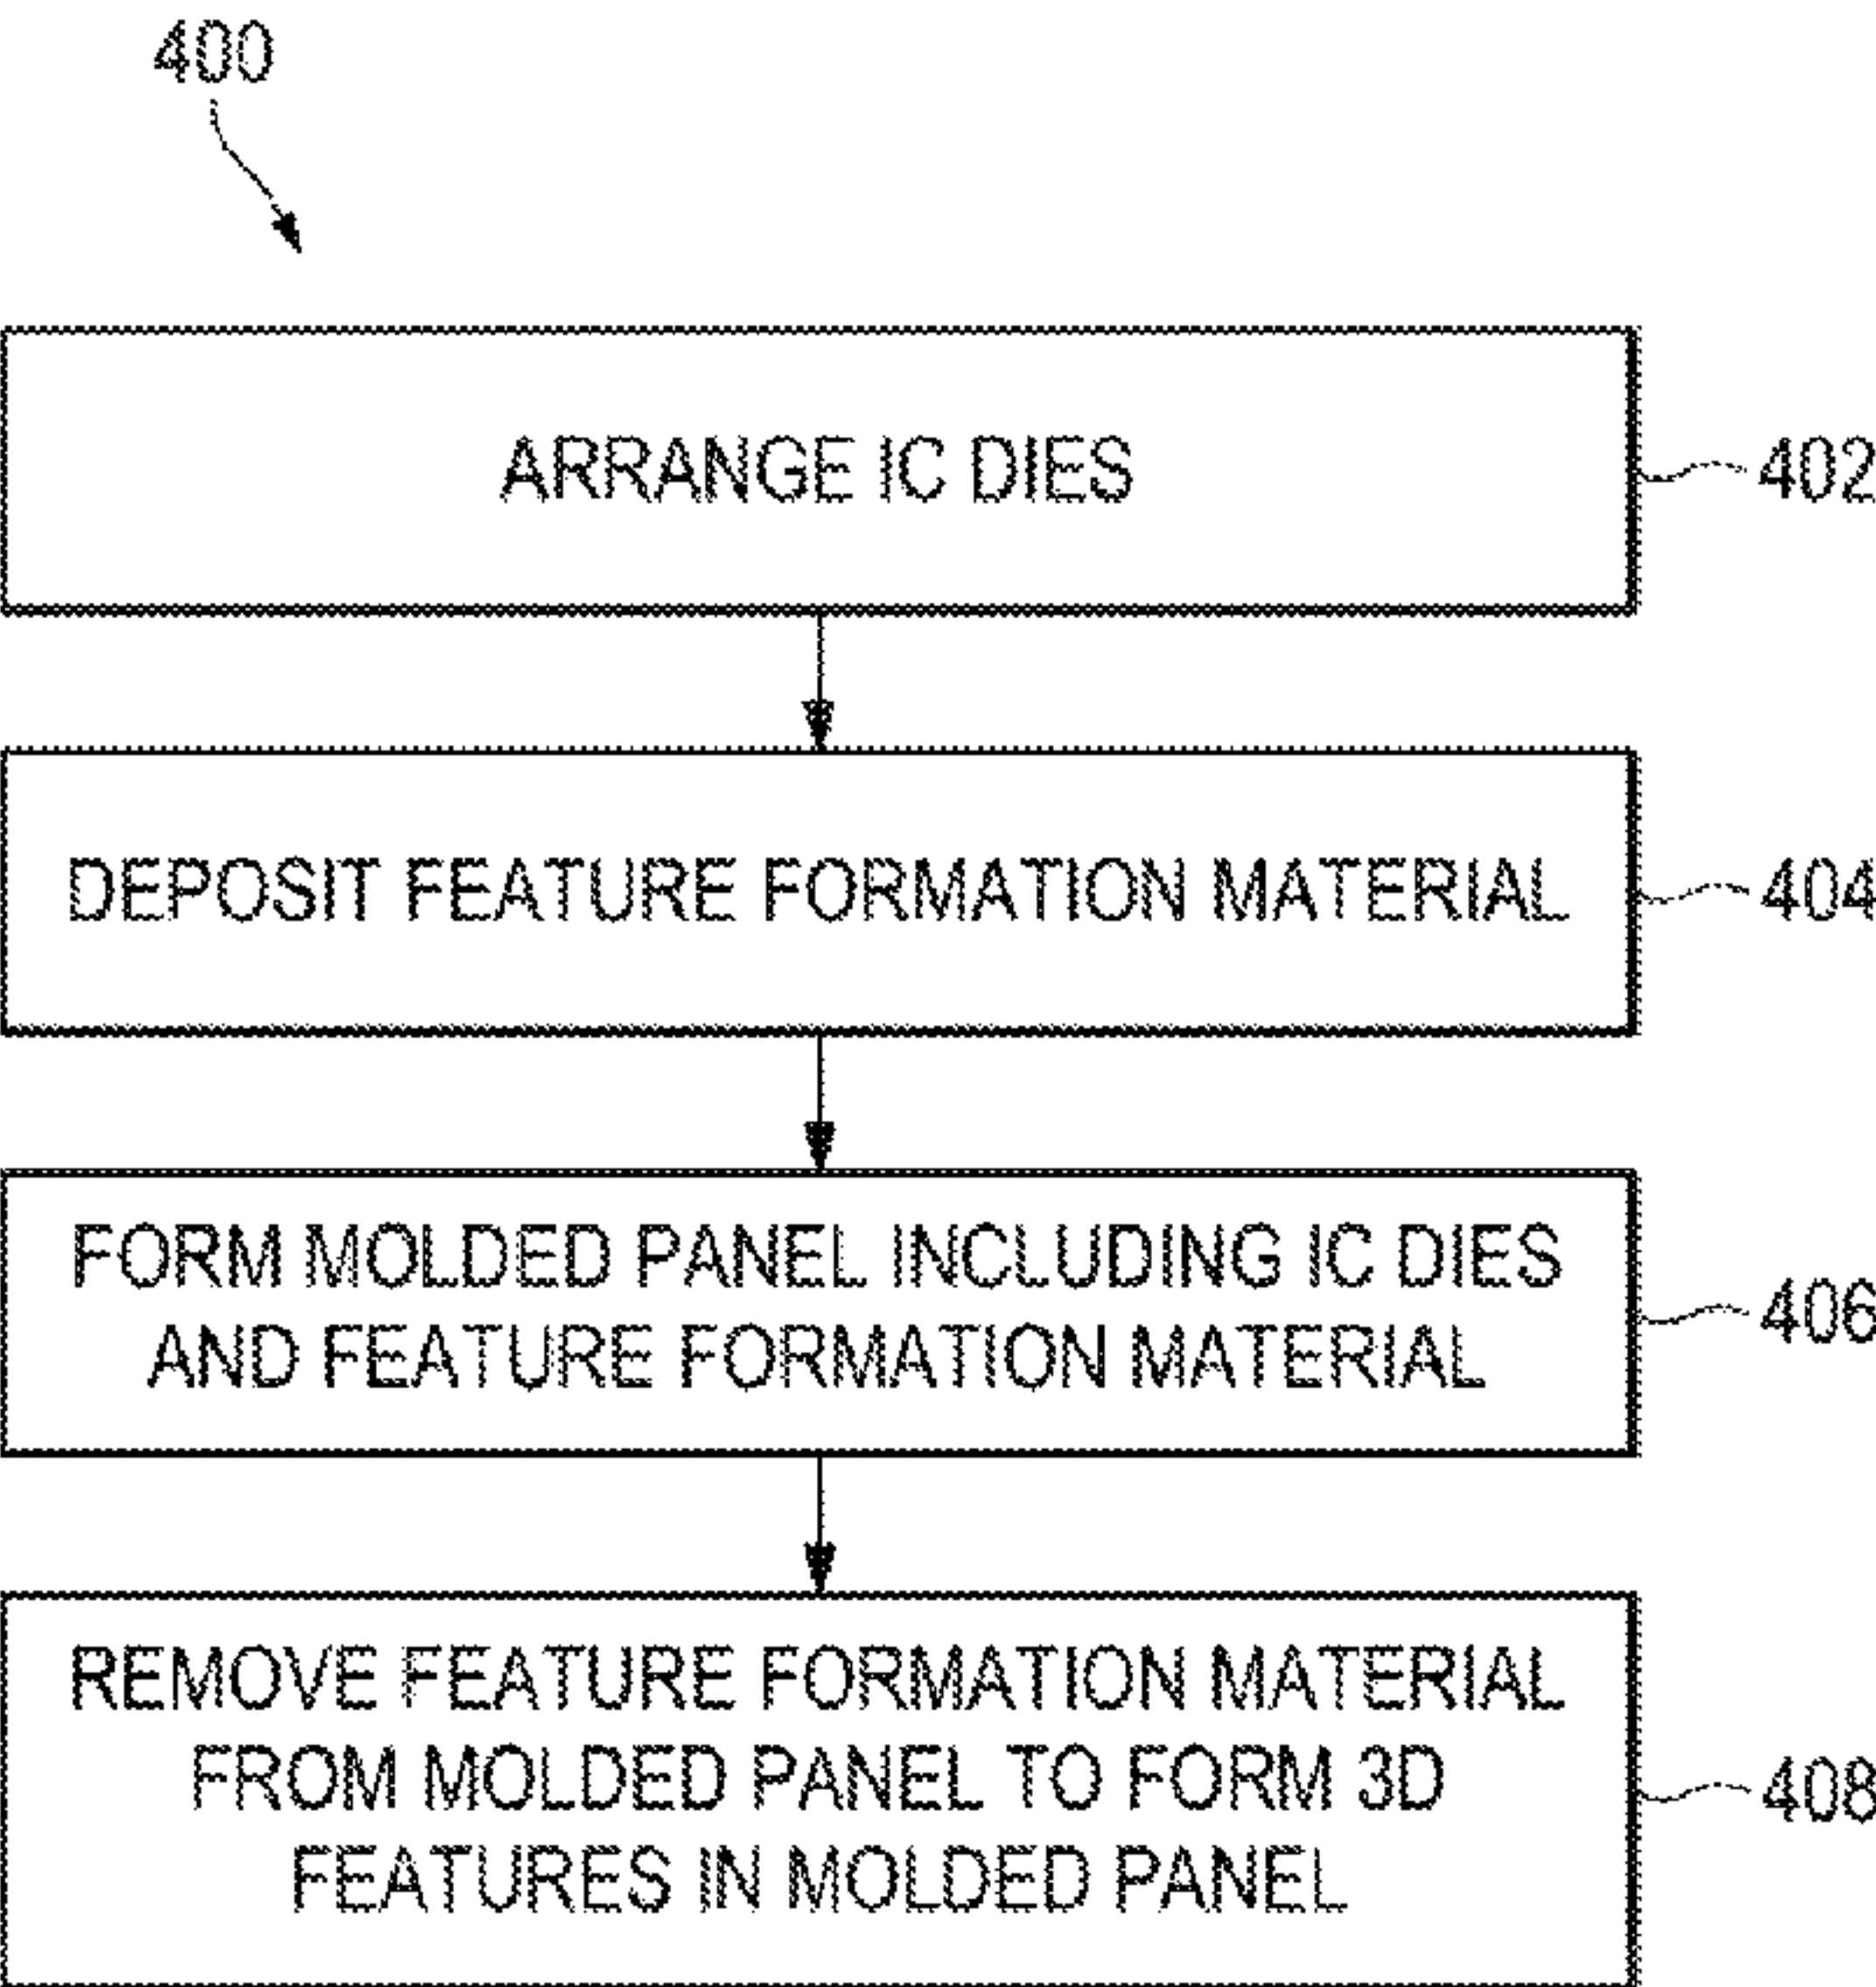 400
ARRANGE IC DIES
402
DEPOSIT FEATURE FORMATION MATERIAL
404
FORM MOLDED PANEL INCLUDING IC DIES
AND FEATURE FORMATION MATERIAL
406
REMOVE FEATURE FORMATION MATERIAL
FROM MOLDED PANEL TO FORM 3D
FEATURES IN MOLDED PANEL
408